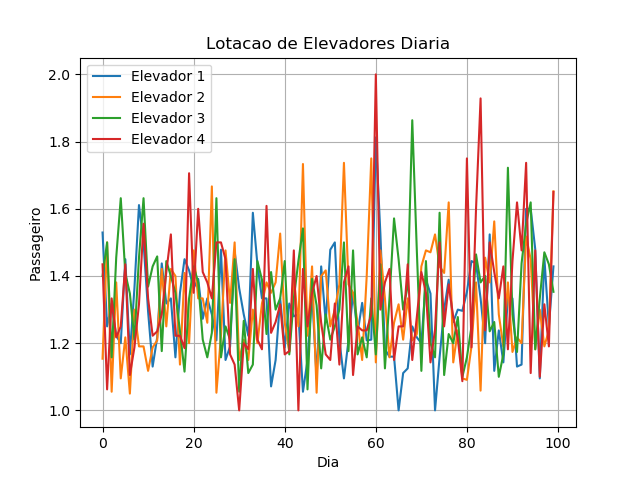 Lotacao de Elevadores Diaria
Elevador 1
Elevador 2
Elevador 3
Elevador 4
Passageiro
2.0
1.8
1.6
1.4
1.2
1.0
0 20 40 60 80 100
Dia